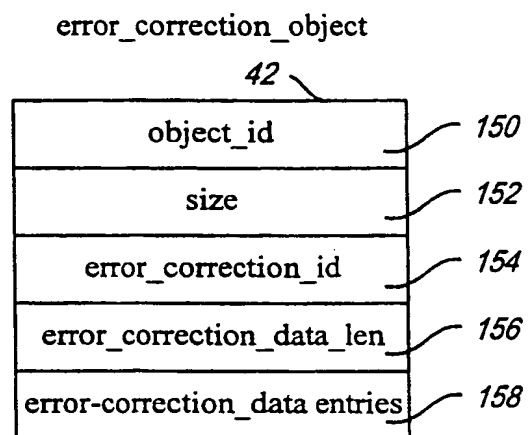 error_correction_object
42
object_id 150
size 152
error_correction_id 154
error_correction_data_len 156
error-correction_data entries 158